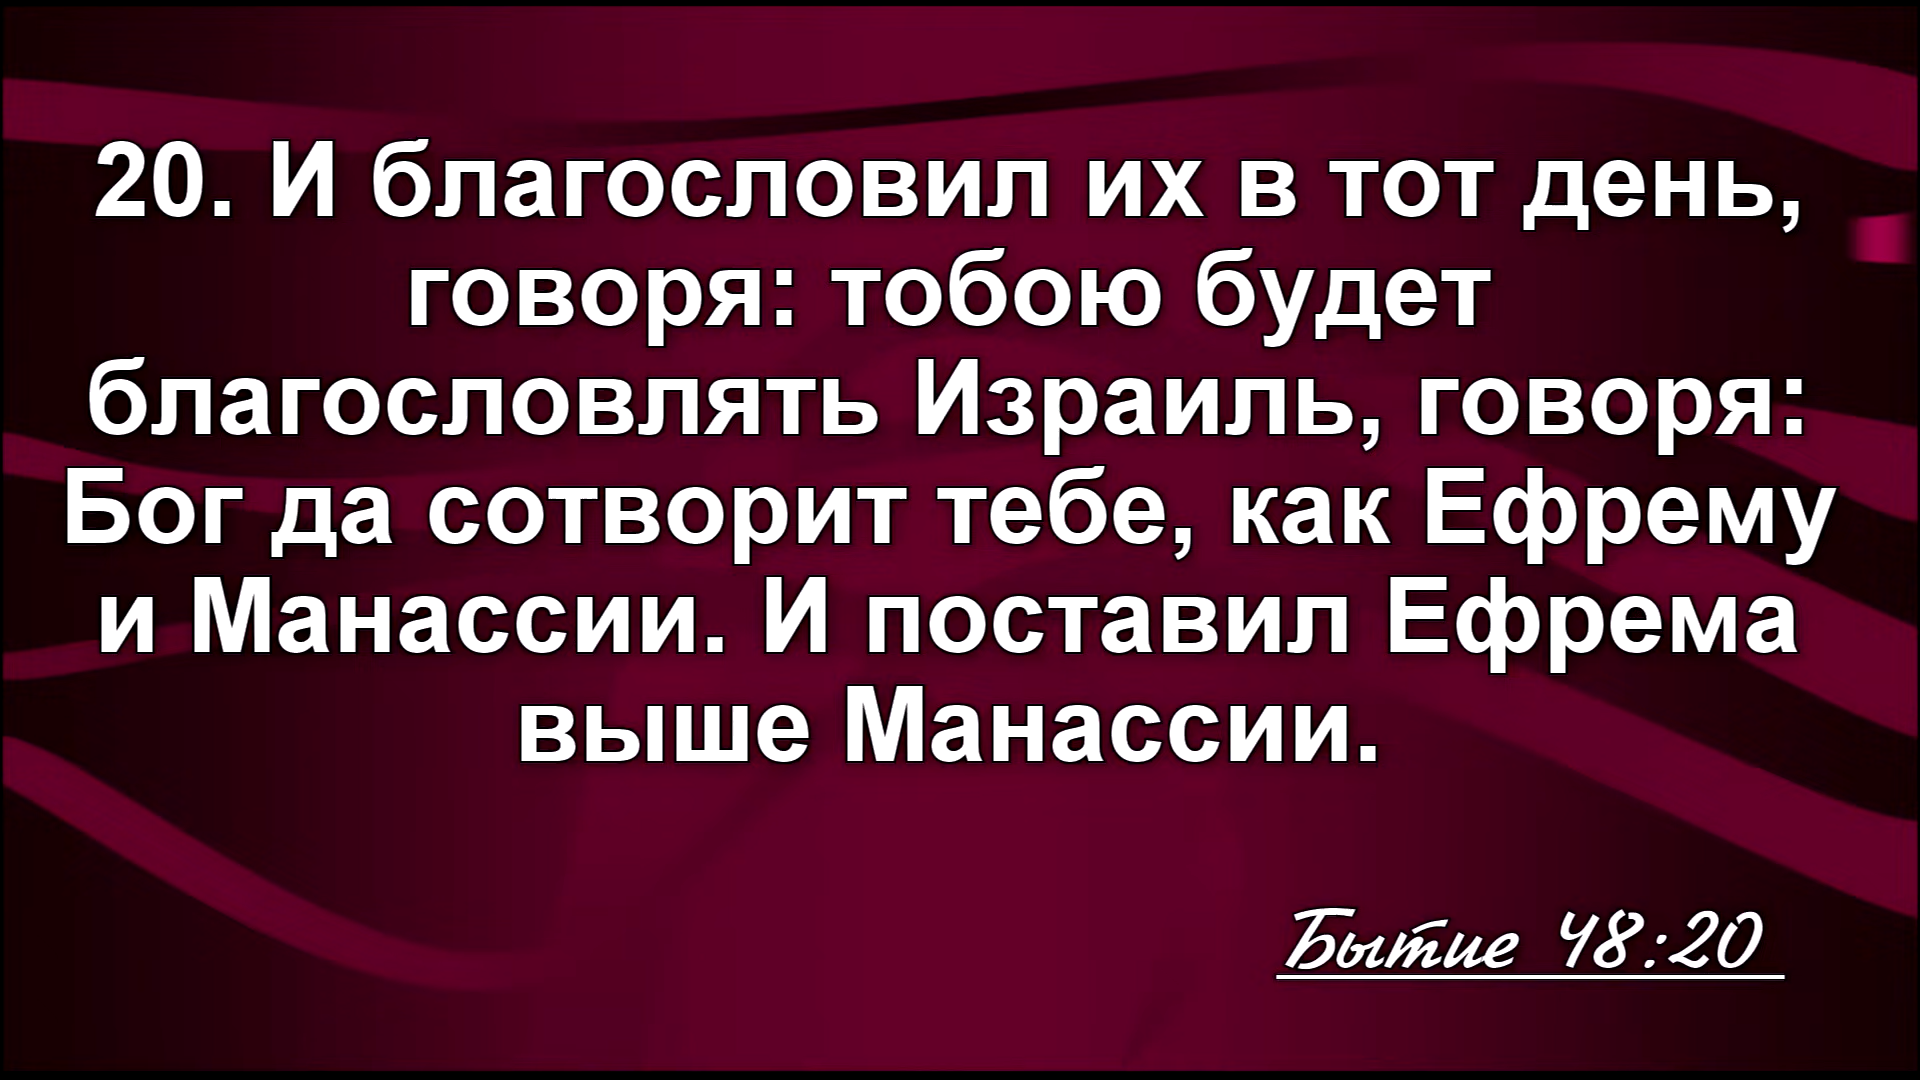 20. И благословил их в тот день,
говоря: тобою будет
благословлять Израиль, говоря:
Бог да сотворит тебе, как Ефрему
и Манассии. И поставил Ефрема
выше Манассии.
Бытие 48:20